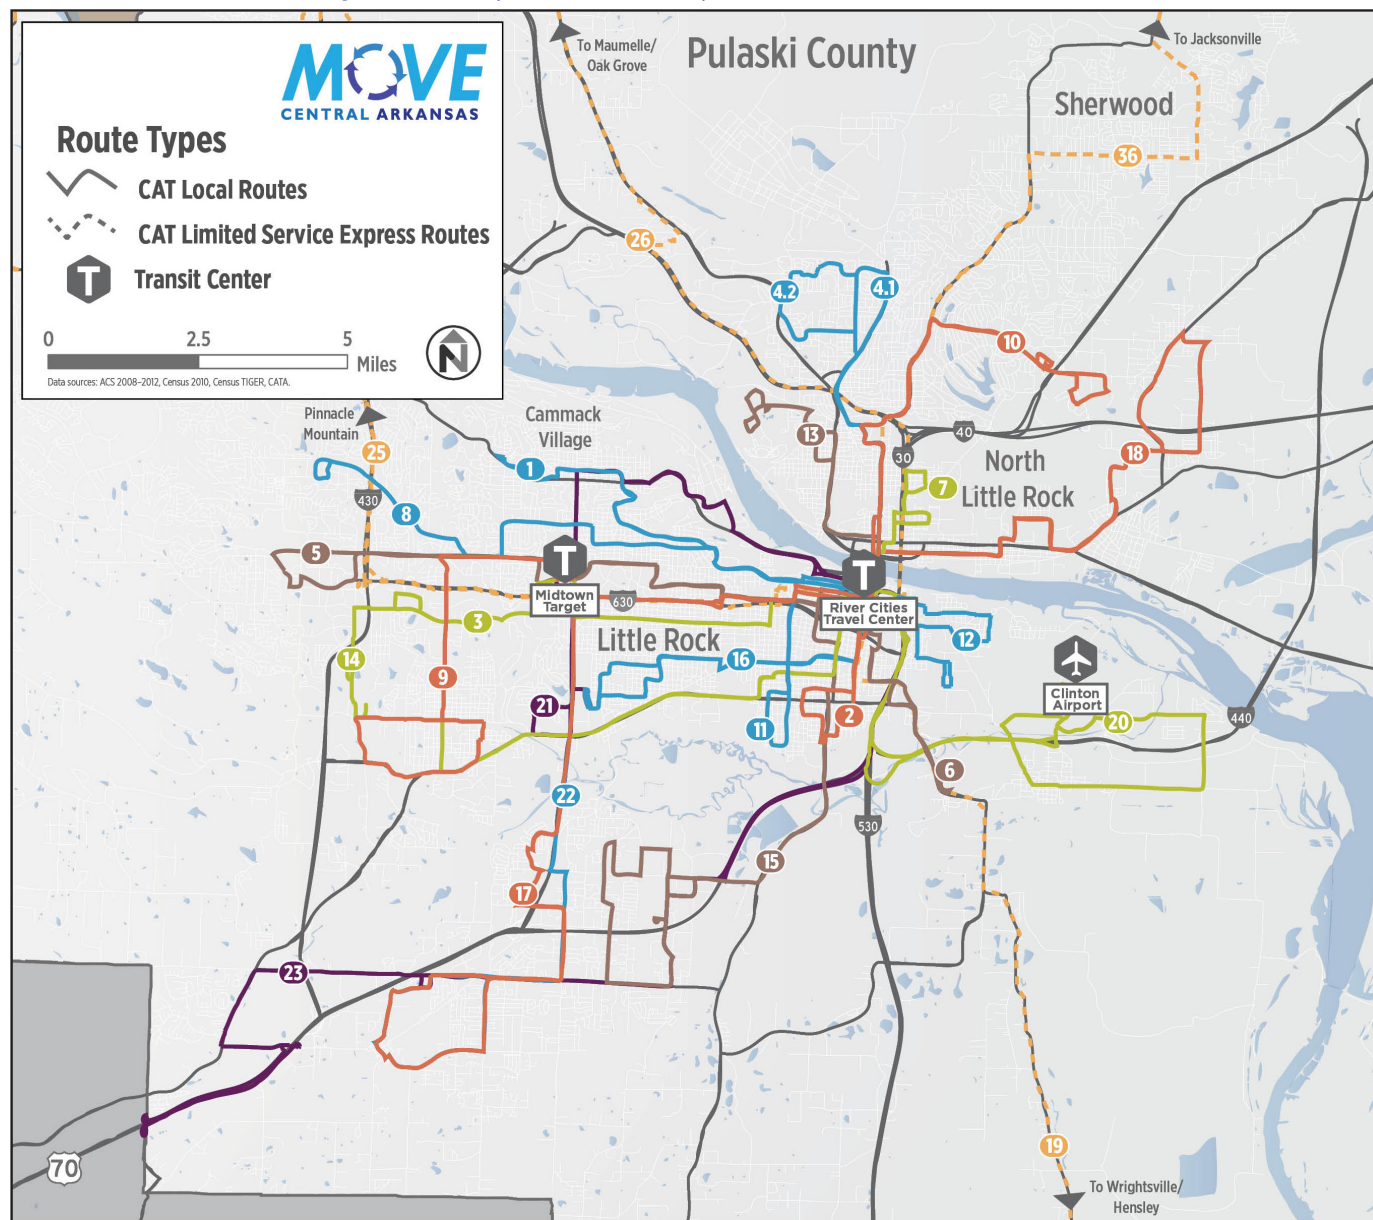 MOVE
CENTRAL ARKANSAS
Route Types
CAT Local Routes
CAT Limited Service Express Routes
T
Transit Center
0
2.5
5
Miles
N
Data sources: ACS 2008-2012, Census 2010, Census TIGER, CATA.
To Maumelle/
Oak Grove
Pulaski County
To Jacksonville
Sherwood
36
26
4.2
4.1
10
Pinnacle
Mountain
25
Cammack
Village
13
40
30
18
1
North
Little Rock
7
430
8
5
T
Midtown
Target
630
T
River Cities
Travel Center
3
Little Rock
12
14
16
9
Clinton
Airport
21
2
20
440
11
6
22
530
15
17
23
19
70
To Wrightsville/
Hensley